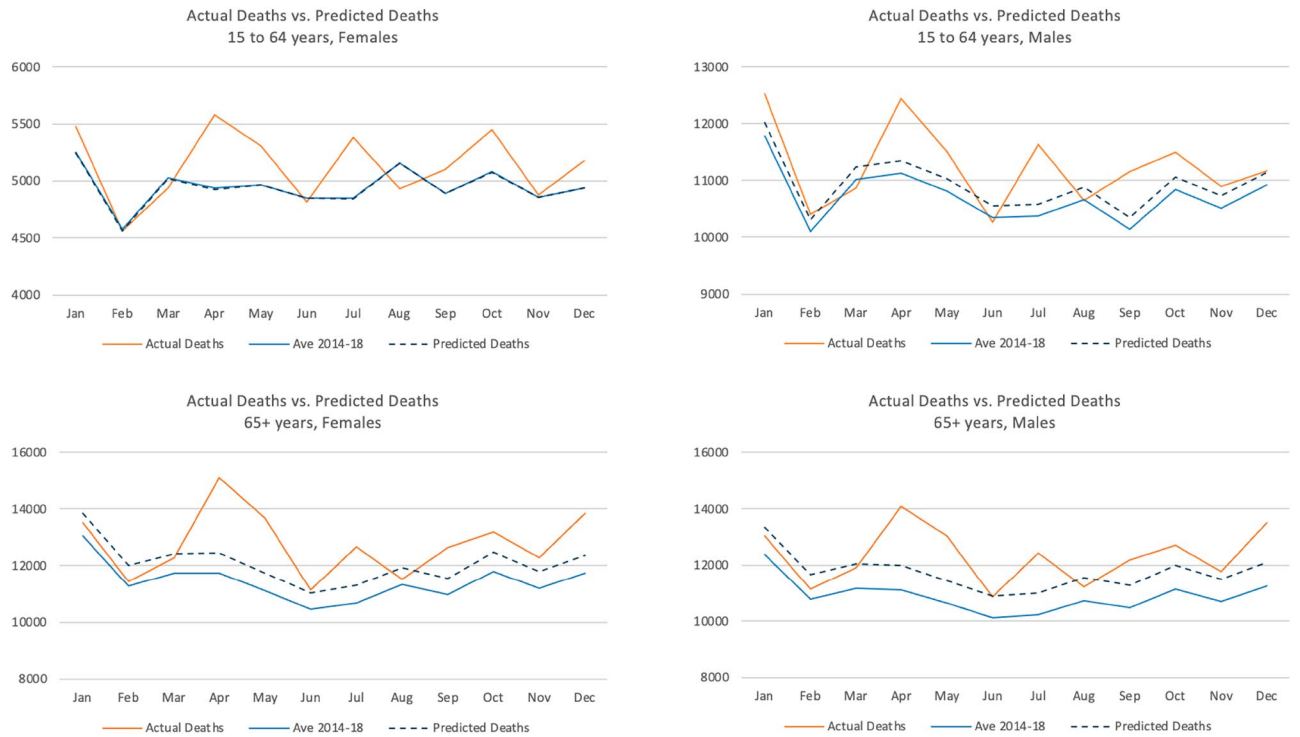 Actual Deaths vs. Predicted Deaths
15 to 64 years, Females
6000
5500
5000
4500
4000
Jan Feb Mar Apr May Jun Jul Aug Sep Oct Nov Dec
Actual Deaths Ave 2014-18 Predicted Deaths
Actual Deaths vs. Predicted Deaths
15 to 64 years, Males
13000
12000
11000
10000
9000
Jan Feb Mar Apr May Jun Jul Aug Sep Oct Nov Dec
Actual Deaths Ave 2014-18 Predicted Deaths
Actual Deaths vs. Predicted Deaths
65+ years, Females
16000
14000
12000
10000
8000
Jan Feb Mar Apr May Jun Jul Aug Sep Oct Nov Dec
Actual Deaths Ave 2014-18 Predicted Deaths
Actual Deaths vs. Predicted Deaths
65+ years, Males
16000
14000
12000
10000
8000
Jan Feb Mar Apr May Jun Jul Aug Sep Oct Nov Dec
Actual Deaths Ave 2014-18 Predicted Deaths